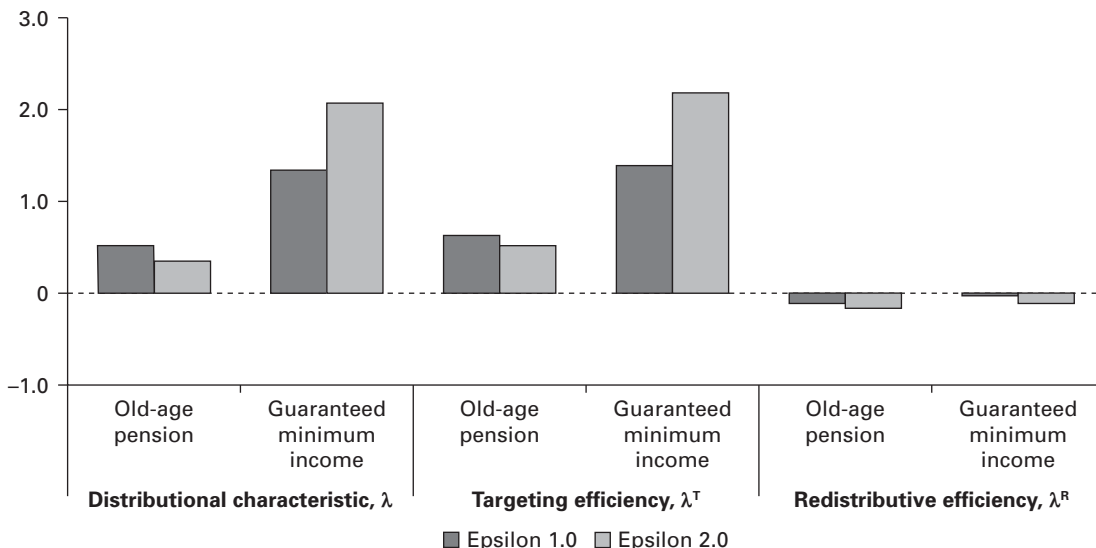 3.0
2.0
1.0
0
–1.0
Old-age
pension
Guaranteed
minimum
income
Old-age
pension
Guaranteed
minimum
income
Old-age
pension
Guaranteed
minimum
income
Distributional characteristic, λ
Targeting efficiency, λᵀ
Redistributive efficiency, λᴿ
Epsilon 1.0
Epsilon 2.0